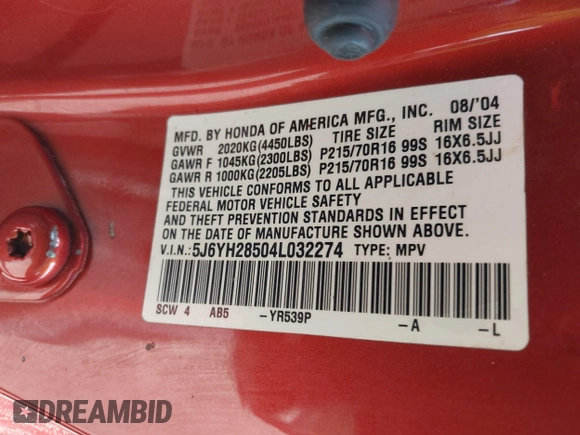 MFD. BY HONDA OF AMERICA MFG., INC. 08/'04
GVWR 2020KG(4450LBS) TIRE SIZE RIM SIZE
GAWR F 1045KG(2300LBS) P215/70R16 99S 16X6.5JJ
GAWR R 1000KG(2205LBS) P215/70R16 99S 16X6.5JJ
THIS VEHICLE CONFORMS TO ALL APPLICABLE
FEDERAL MOTOR VEHICLE SAFETY
AND THEFT PREVENTION STANDARDS IN EFFECT
ON THE DATE OF MANUFACTURE SHOWN ABOVE.
V.I.N.:5J6YH28504L032274 TYPE: MPV
SCW 4 AB5 -YR539P -A -L
DREAMBID